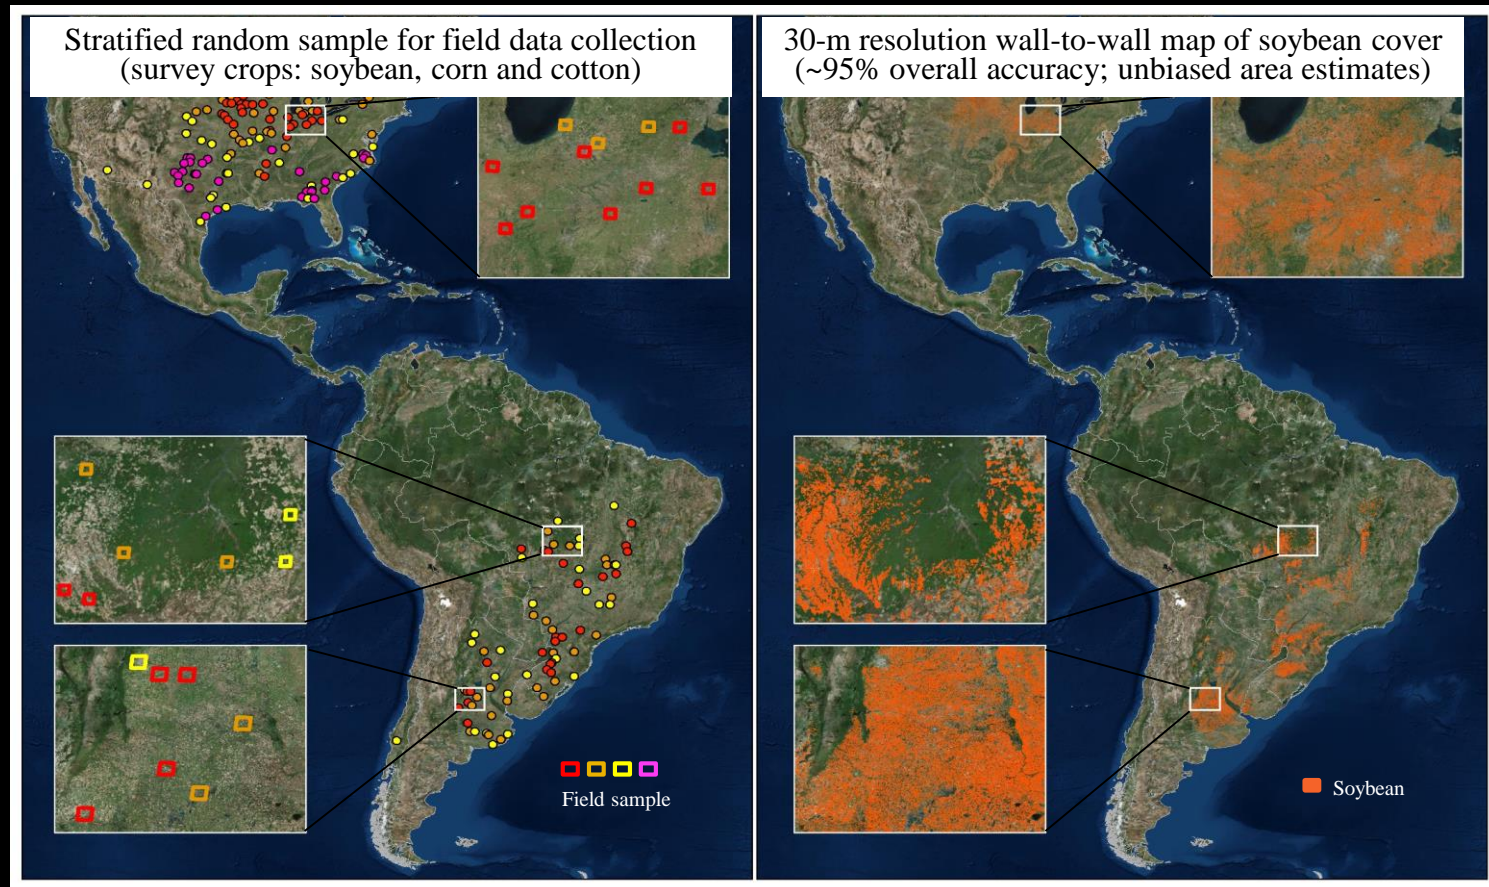 Stratified random sample for field data collection
(survey crops: soybean, corn and cotton)
30-m resolution wall-to-wall map of soybean cover
(~95% overall accuracy; unbiased area estimates)
Field sample
Soybean